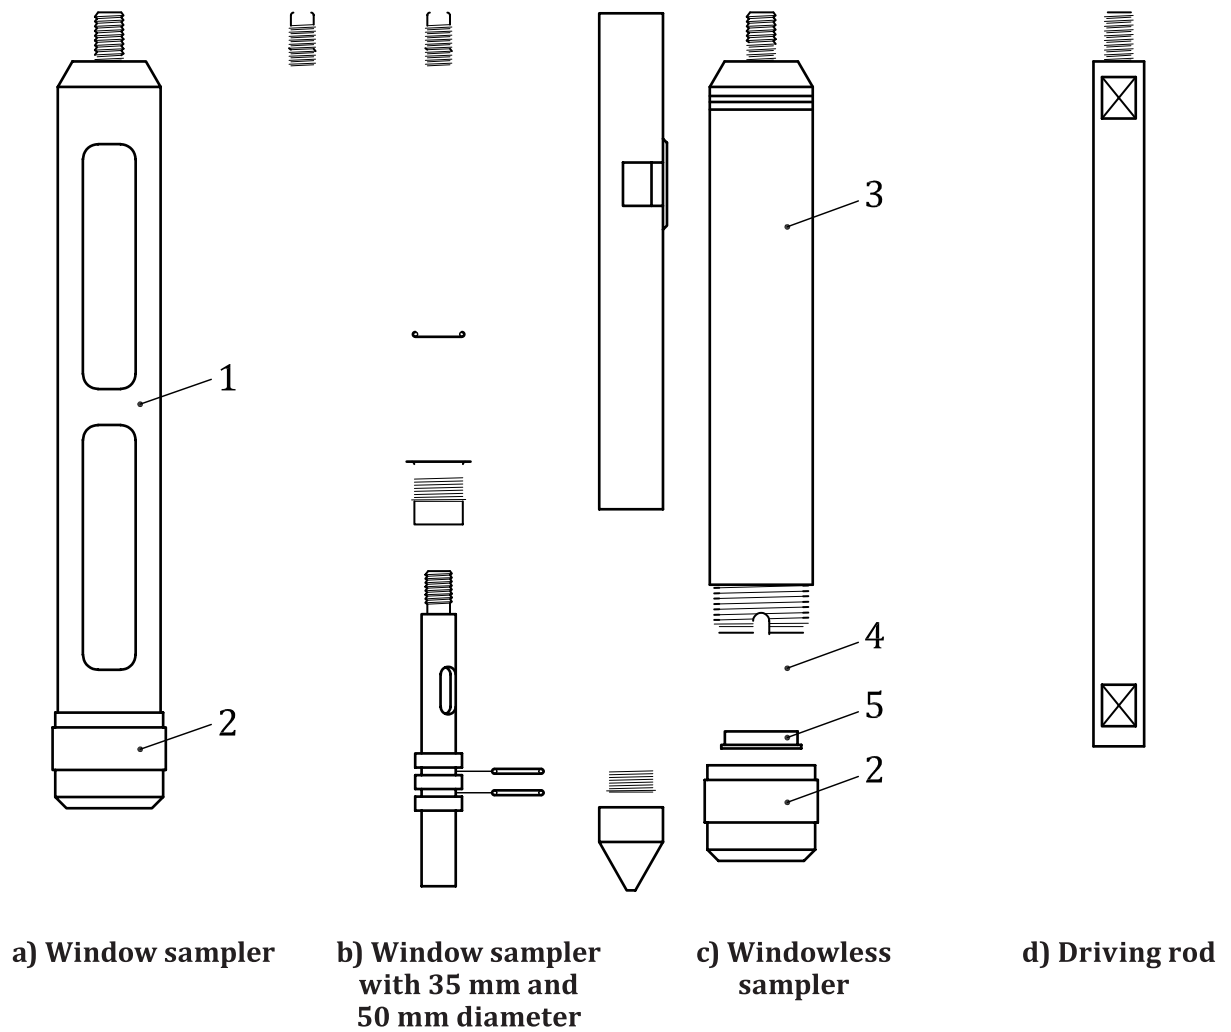 3
1
4
5
2
2
a) Window sampler
b) Window sampler
with 35 mm and
50 mm diameter
c) Windowless
sampler
d) Driving rod